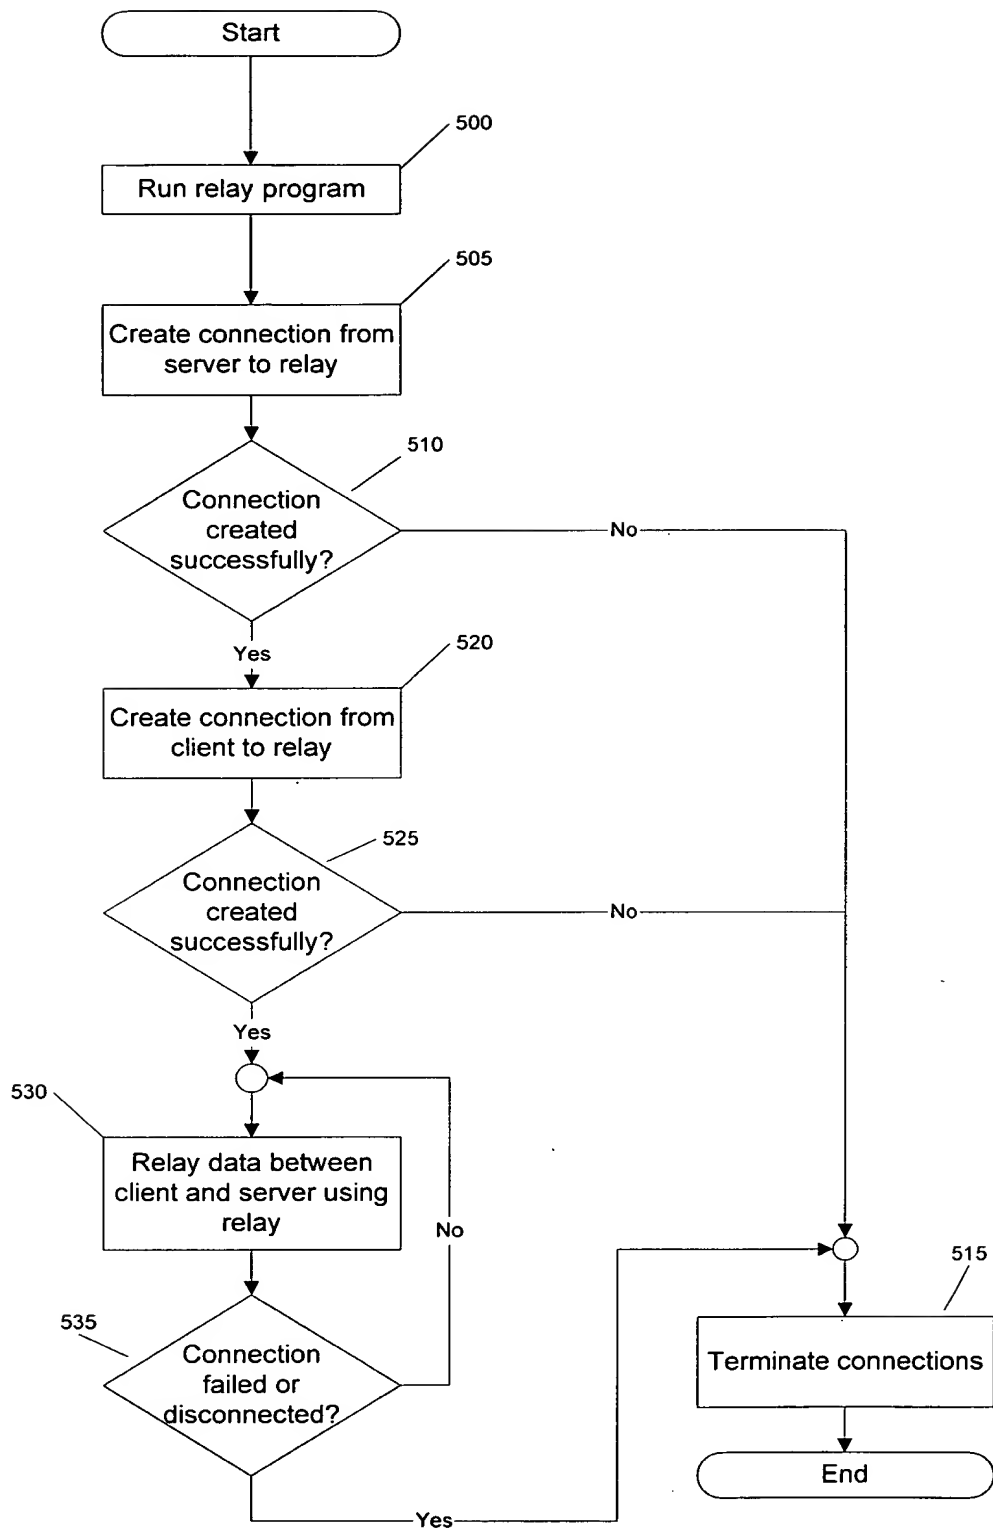 Start
500
Run relay program
505
Create connection from
server to relay
510
Connection
created
successfully?
No
Yes
520
Create connection from
client to relay
525
Connection
created
successfully?
No
Yes
530
Relay data between
client and server using
relay
No
515
535
Connection
failed or
disconnected?
Terminate connections
End
Yes